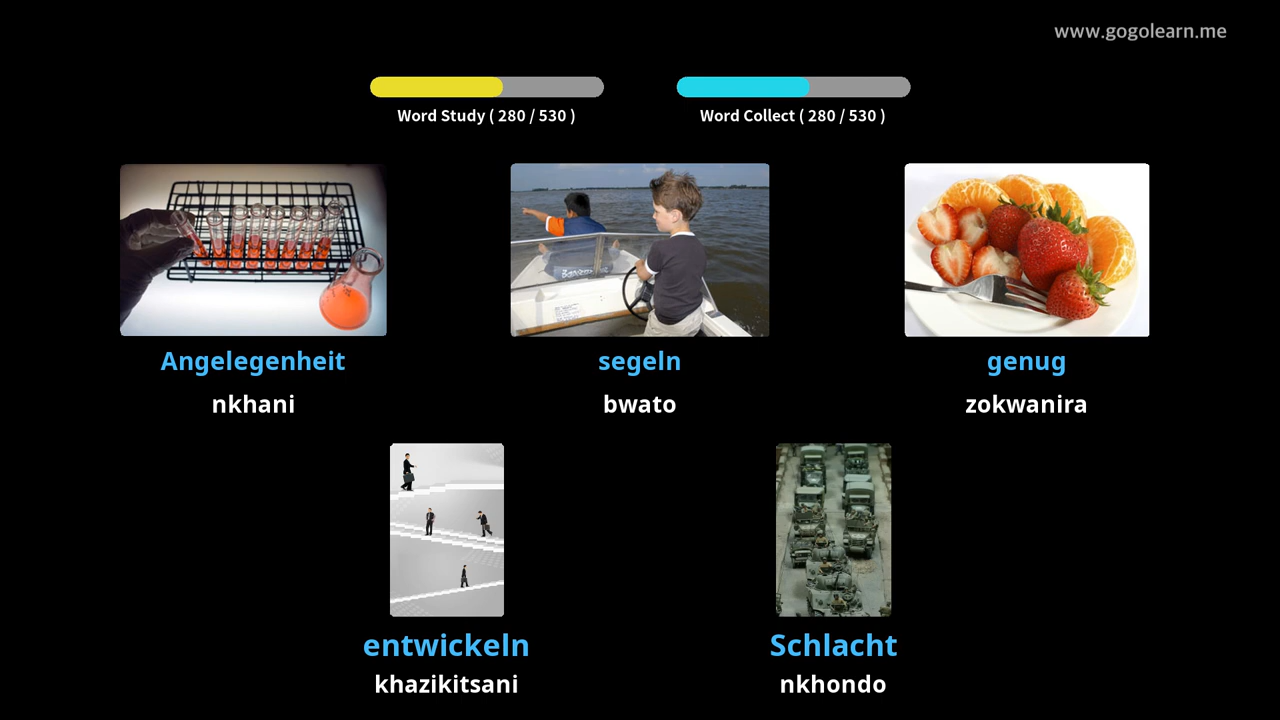 www.gogolearn.me
Word Study ( 280 / 530 )
Word Collect ( 280 / 530 )
Angelegenheit
segeln
genug
nkhani
bwato
zokwanira
entwickeln
Schlacht
khazikitsani
nkhondo